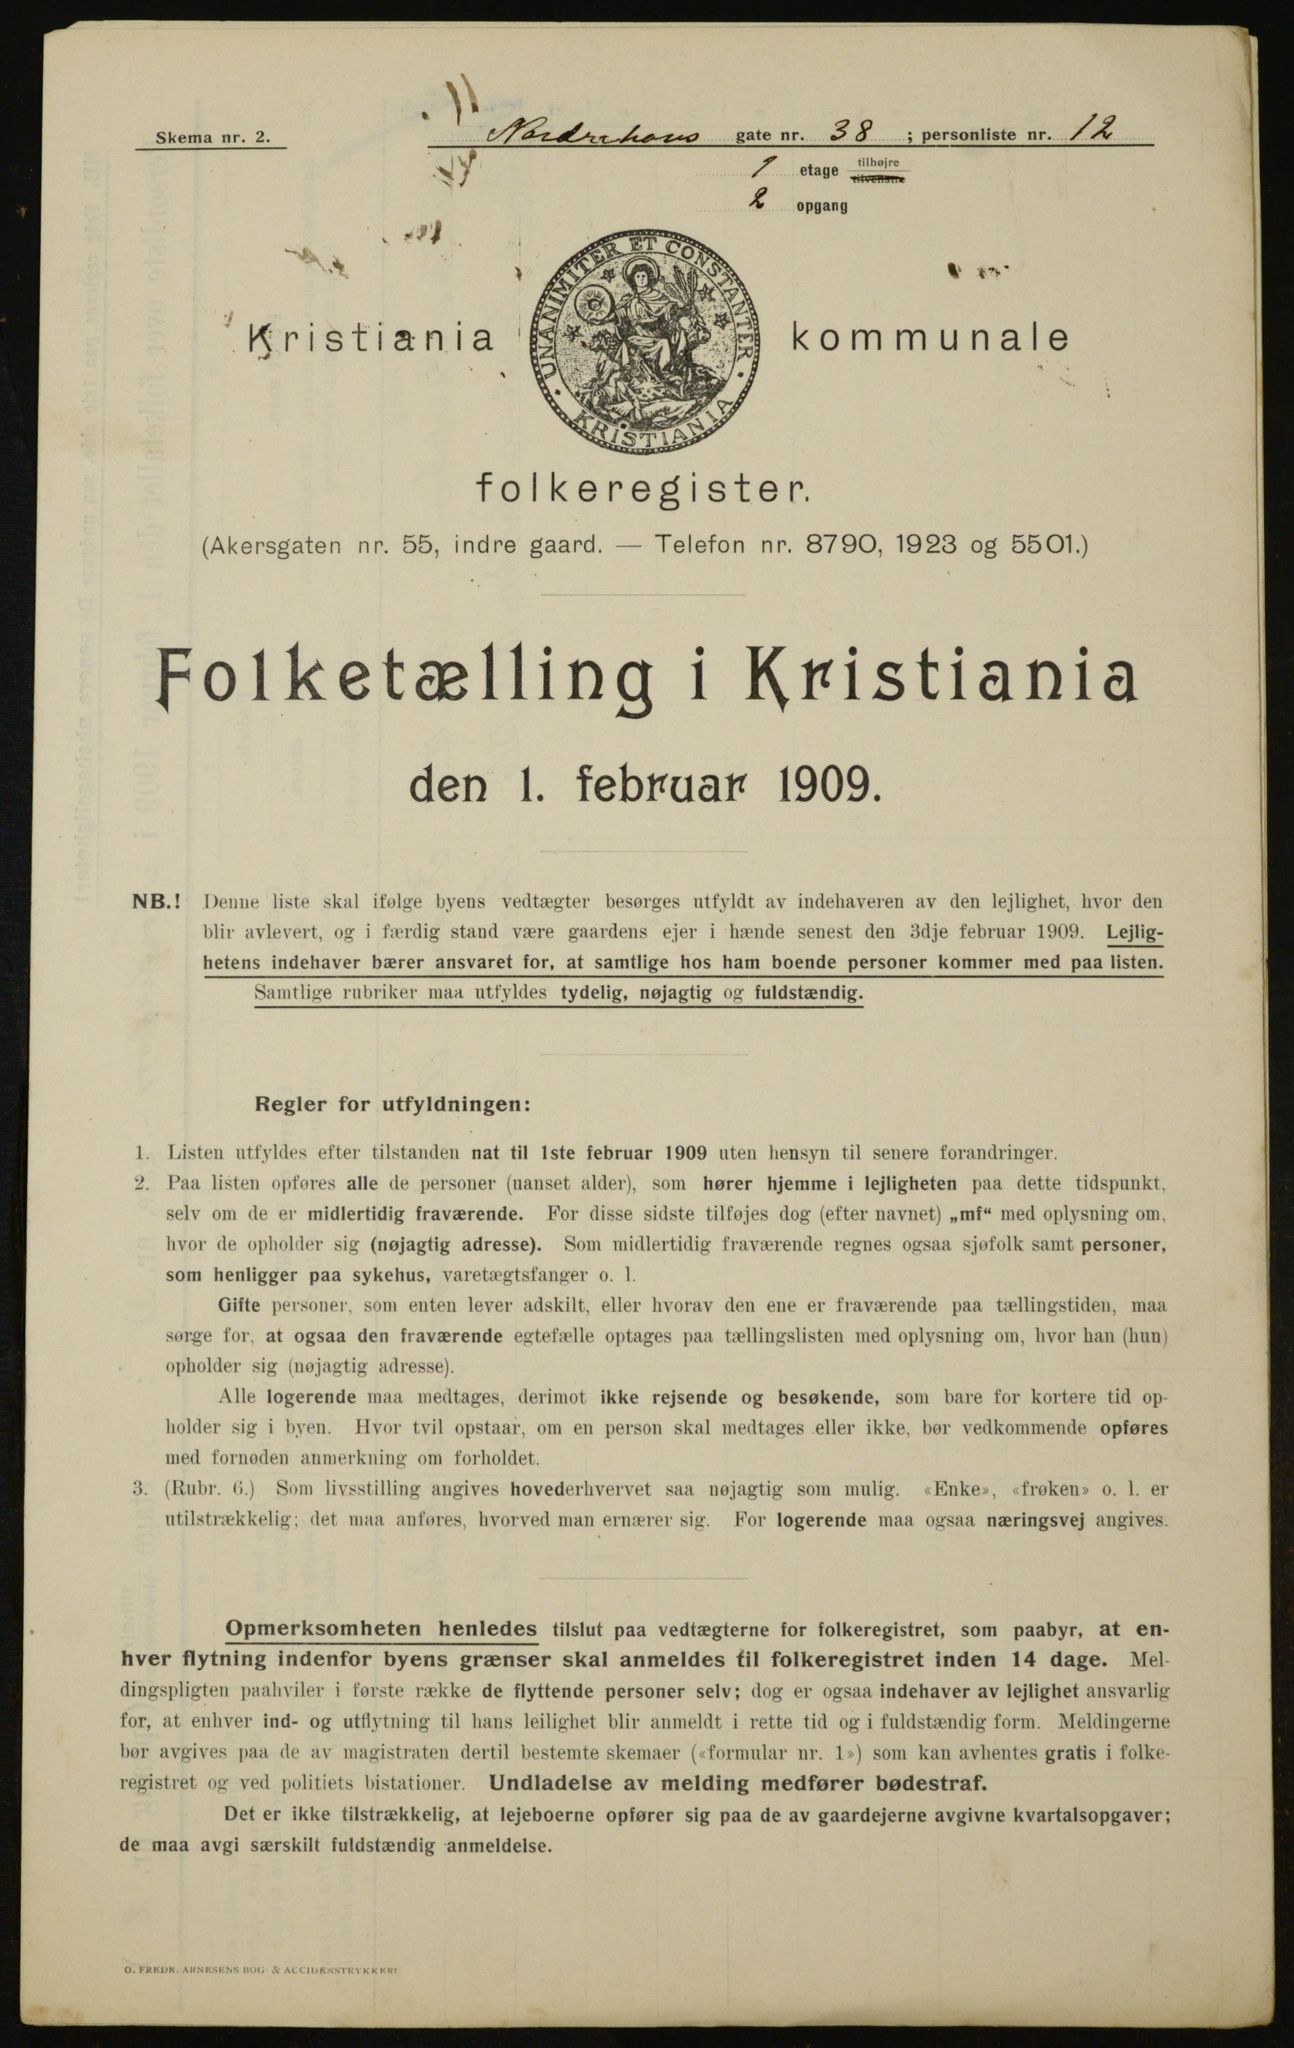 Skema nr. 2.
Nordrehovs gate nr. 38 ; personliste nr. 12
1 etage tilhøjre tilvenstre
2 opgang
UNANIMITER ET CONSTANTER
KRISTIANIA
Kristiania kommunale
folkeregister.
(Akersgaten nr. 55, indre gaard. — Telefon nr. 8790, 1923 og 5501.)
Folketælling i Kristiania
den 1. februar 1909.
NB.! Denne liste skal ifølge byens vedtægter besørges utfyldt av indehaveren av den lejlighet, hvor den
blir avlevert, og i færdig stand være gaardens ejer i hænde senest den 3dje februar 1909. Lejlig-
hetens indehaver bærer ansvaret for, at samtlige hos ham boende personer kommer med paa listen.
Samtlige rubriker maa utfyldes tydelig, nøjagtig og fuldstændig.
Regler for utfyldningen:
1. Listen utfyldes efter tilstanden nat til 1ste februar 1909 uten hensyn til senere forandringer.
2. Paa listen opføres alle de personer (uanset alder), som hører hjemme i lejligheten paa dette tidspunkt,
selv om de er midlertidig fraværende. For disse sidste tilføjes dog (efter navnet) „mf“ med oplysning om,
hvor de opholder sig (nøjagtig adresse). Som midlertidig fraværende regnes ogsaa sjøfolk samt personer,
som henligger paa sykehus, varetægtsfanger o. l.
Gifte personer, som enten lever adskilt, eller hvorav den ene er fraværende paa tællingstiden, maa
sørge for, at ogsaa den fraværende egtefælle optages paa tællingslisten med oplysning om, hvor han (hun)
opholder sig (nøjagtig adresse).
Alle logerende maa medtages, derimot ikke rejsende og besøkende, som bare for kortere tid op-
holder sig i byen. Hvor tvil opstaar, om en person skal medtages eller ikke, bør vedkommende opføres
med fornøden anmerkning om forholdet.
3. (Rubr. 6.) Som livsstilling angives hovederhvervet saa nøjagtig som mulig. «Enke», «frøken» o. l. er
utilstrækkelig; det maa anføres, hvorved man ernærer sig. For logerende maa ogsaa næringsvej angives.
Opmerksomheten henledes tilslut paa vedtægterne for folkeregistret, som paabyr, at en-
hver flytning indenfor byens grænser skal anmeldes til folkeregistret inden 14 dage. Mel-
dingspligten paahviler i første række de flyttende personer selv; dog er ogsaa indehaver av lejlighet ansvarlig
for, at enhver ind- og utflytning til hans leilighet blir anmeldt i rette tid og i fuldstændig form. Meldingerne
bør avgives paa de av magistraten dertil bestemte skemaer («formular nr. 1») som kan avhentes gratis i folke-
registret og ved politiets bistationer. Undladelse av melding medfører bødestraf.
Det er ikke tilstrækkelig, at lejeboerne opfører sig paa de av gaardejerne avgivne kvartalsopgaver;
de maa avgi særskilt fuldstændig anmeldelse.
O. FREDR. ARNESENS BOG- & ACCIDENSTRYKKERI